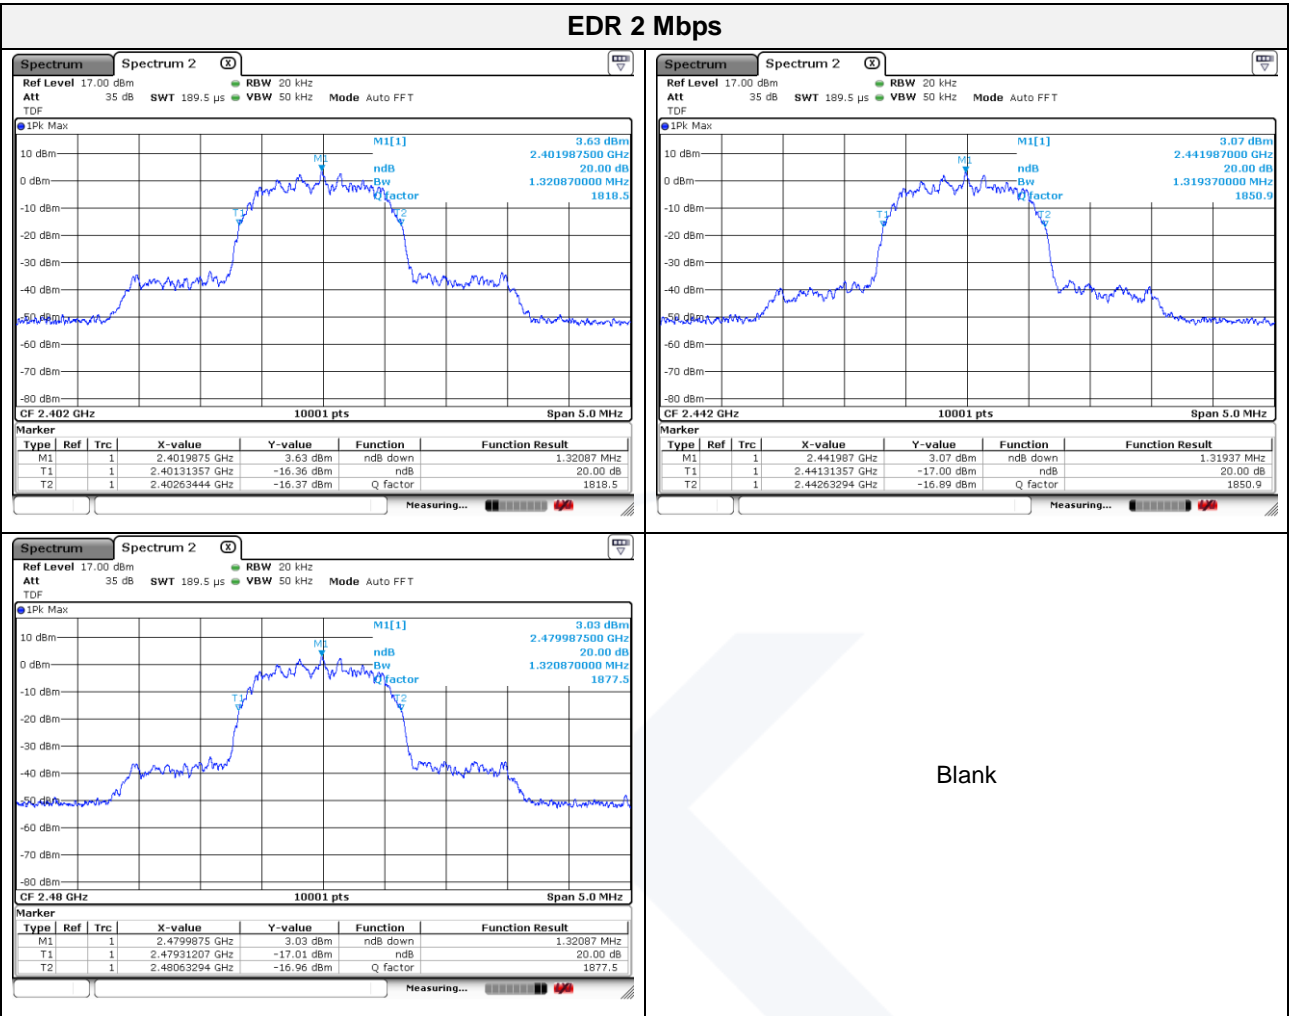 EDR 2 Mbps
Spectrum Spectrum 2 X
Ref Level 17.00 dBm RBW 20 kHz
Att 35 dB SWT 189.5 µs VBW 50 kHz Mode Auto FFT
TDF
1Pk Max
M1[1] 3.63 dBm
2.401987500 GHz
ndB 20.00 dB
Bw 1.320870000 MHz
Q factor 1818.5
M1
T1
T2
10 dBm
0 dBm
-10 dBm
-20 dBm
-30 dBm
-40 dBm
-50 dBm
-60 dBm
-70 dBm
-80 dBm
CF 2.402 GHz 10001 pts Span 5.0 MHz
Marker
Type Ref Trc X-value Y-value Function Function Result
M1 1 2.4019875 GHz 3.63 dBm ndB down 1.32087 MHz
T1 1 2.40131357 GHz -16.36 dBm ndB 20.00 dB
T2 1 2.40263444 GHz -16.37 dBm Q factor 1818.5
Measuring...
Spectrum Spectrum 2 X
Ref Level 17.00 dBm RBW 20 kHz
Att 35 dB SWT 189.5 µs VBW 50 kHz Mode Auto FFT
TDF
1Pk Max
M1[1] 3.07 dBm
2.441987000 GHz
ndB 20.00 dB
Bw 1.319370000 MHz
Q factor 1850.9
M1
T1
T2
10 dBm
0 dBm
-10 dBm
-20 dBm
-30 dBm
-40 dBm
-50 dBm
-60 dBm
-70 dBm
-80 dBm
CF 2.442 GHz 10001 pts Span 5.0 MHz
Marker
Type Ref Trc X-value Y-value Function Function Result
M1 1 2.441987 GHz 3.07 dBm ndB down 1.31937 MHz
T1 1 2.44131357 GHz -17.00 dBm ndB 20.00 dB
T2 1 2.44263294 GHz -16.89 dBm Q factor 1850.9
Measuring...
Spectrum Spectrum 2 X
Ref Level 17.00 dBm RBW 20 kHz
Att 35 dB SWT 189.5 µs VBW 50 kHz Mode Auto FFT
TDF
1Pk Max
M1[1] 3.03 dBm
2.479987500 GHz
ndB 20.00 dB
Bw 1.320870000 MHz
Q factor 1877.5
M1
T1
T2
10 dBm
0 dBm
-10 dBm
-20 dBm
-30 dBm
-40 dBm
-50 dBm
-60 dBm
-70 dBm
-80 dBm
CF 2.48 GHz 10001 pts Span 5.0 MHz
Marker
Type Ref Trc X-value Y-value Function Function Result
M1 1 2.4799875 GHz 3.03 dBm ndB down 1.32087 MHz
T1 1 2.47931207 GHz -17.01 dBm ndB 20.00 dB
T2 1 2.48063294 GHz -16.96 dBm Q factor 1877.5
Measuring...
Blank